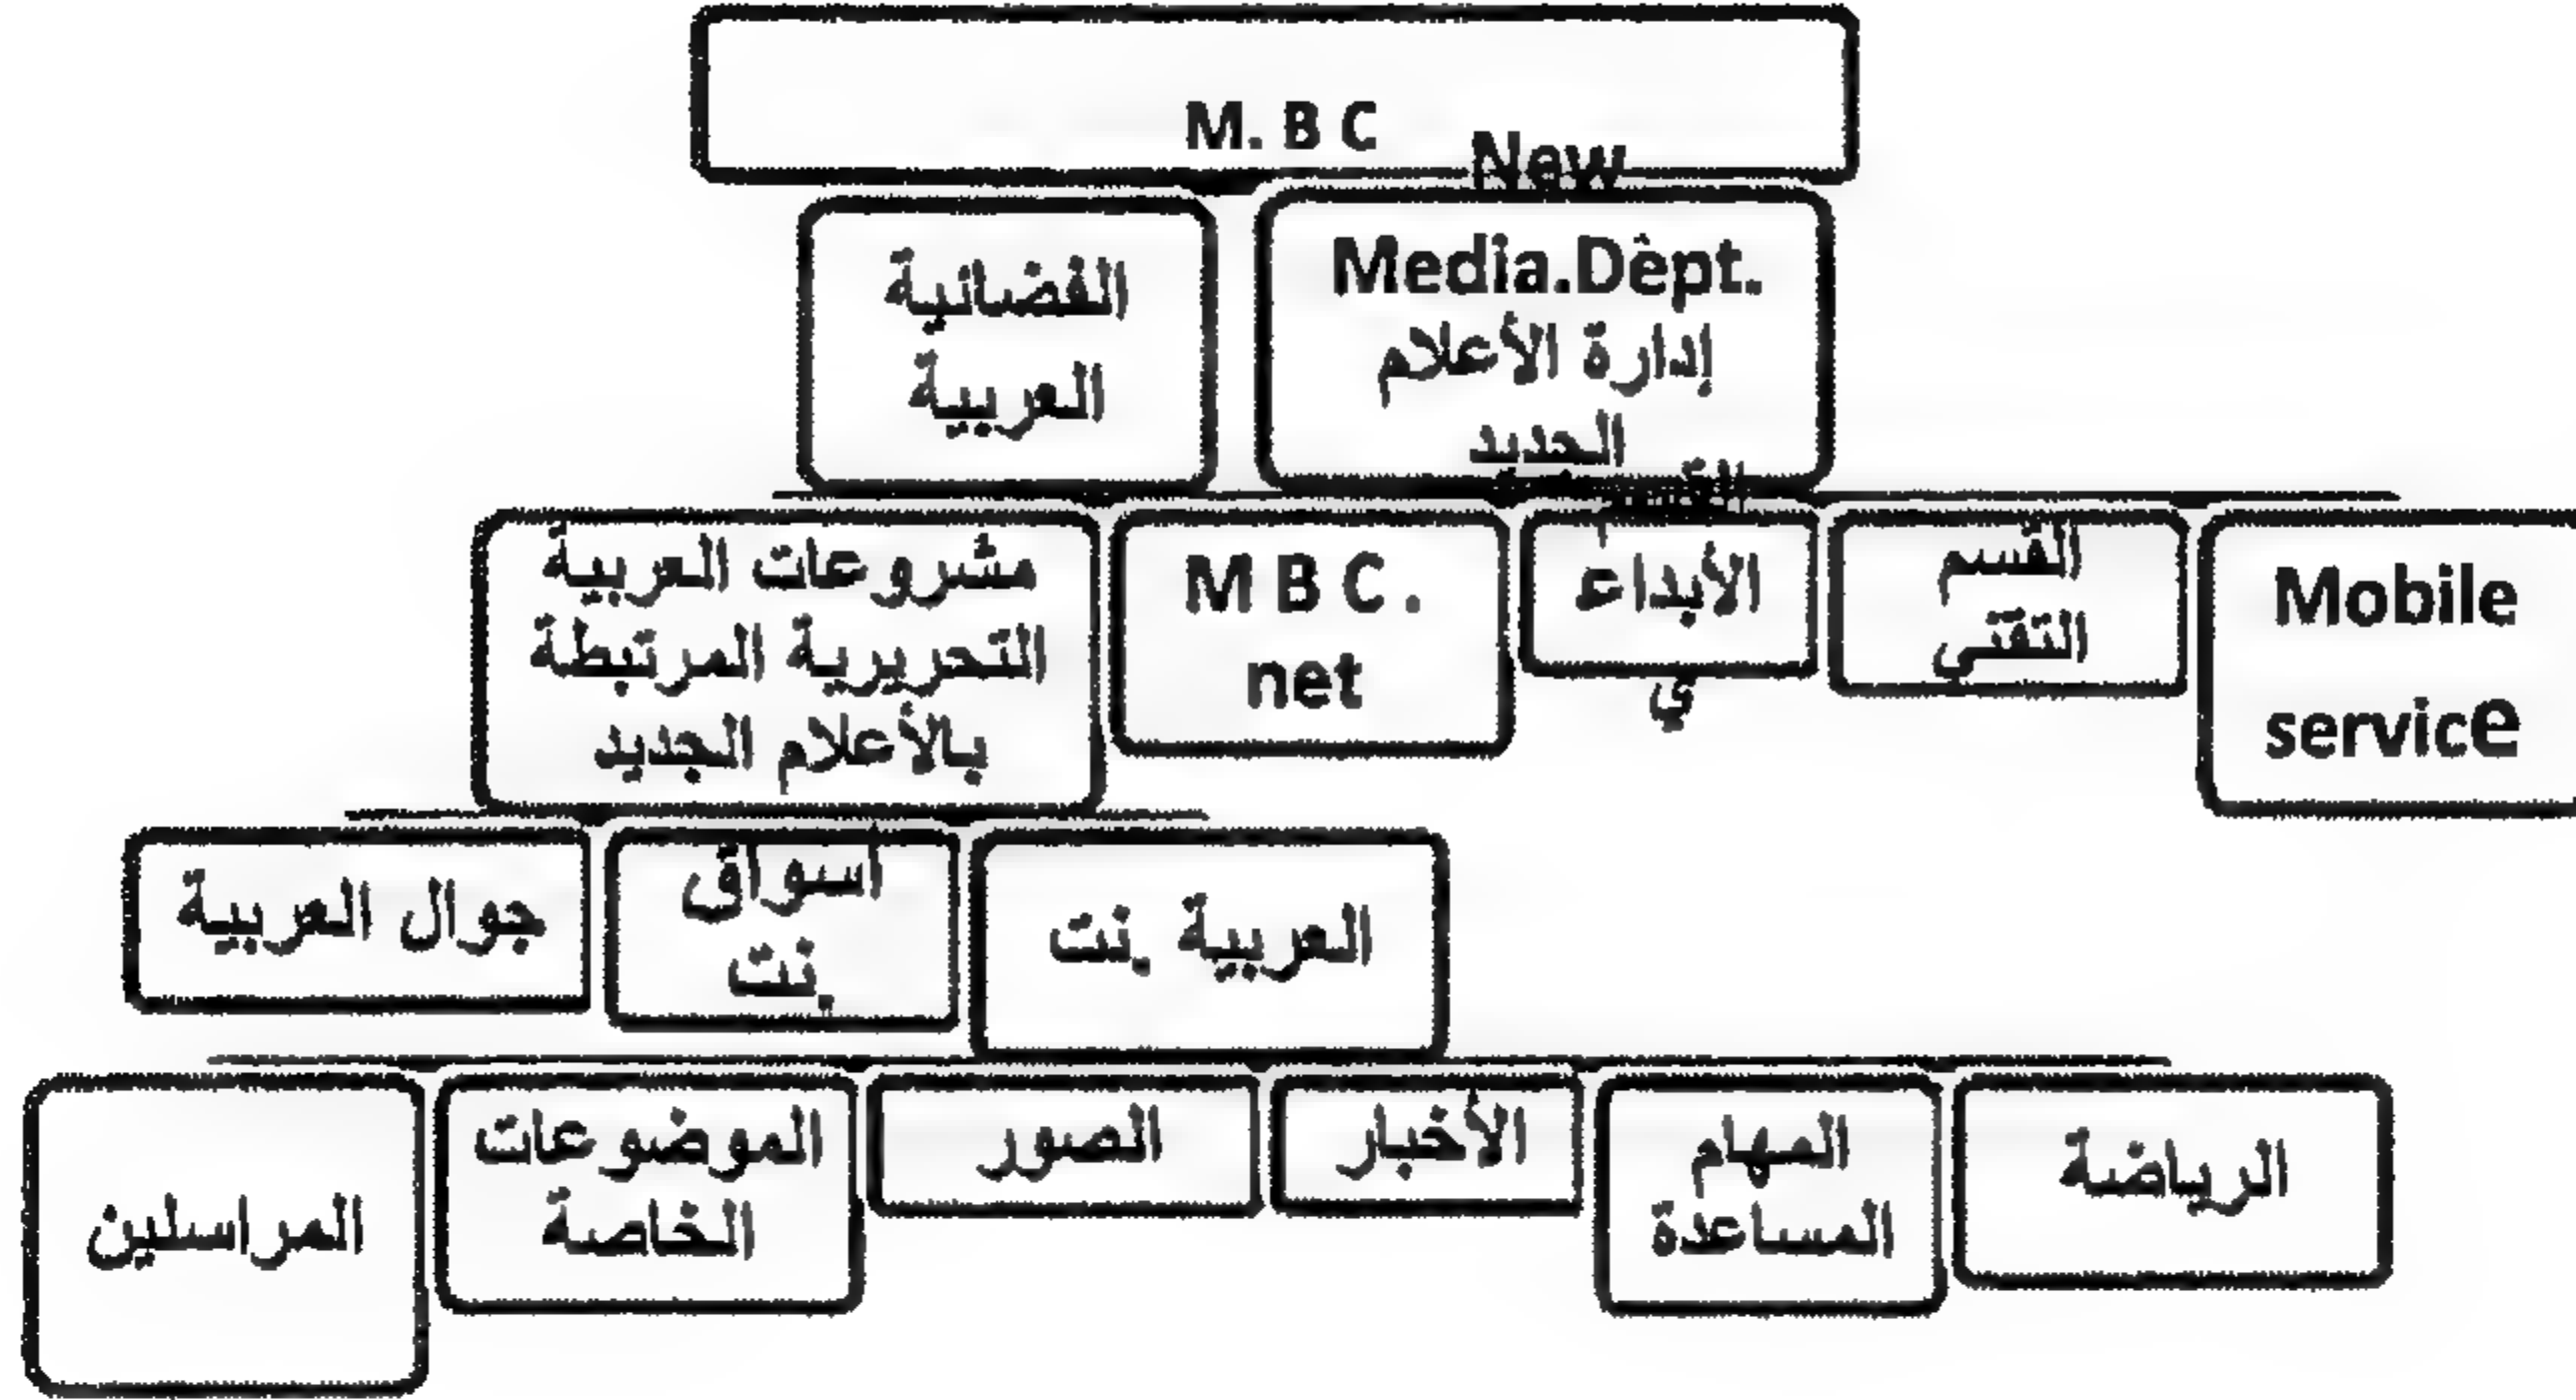 M. B C
New
Media.Dept.
إدارة الأعلام
الجديد
الفضائية
العربية
مشروعات العربية
التحريرية المرتبطة
بالأعلام الجديد
M B C .
net
الأبداع
ي
القسم
التقني
Mobile
service
جوال العربية
اسواق
.نت
العربية .نت
المراسلين
الموضوعات
الخاصة
الصور
الأخبار
المهام
المساعدة
الرياضة